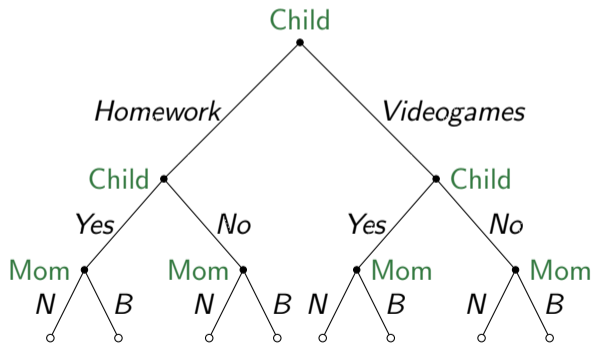 Child
Homework Videogames
Child Child
Yes No Yes No
Mom Mom Mom Mom
N B N B N B N B